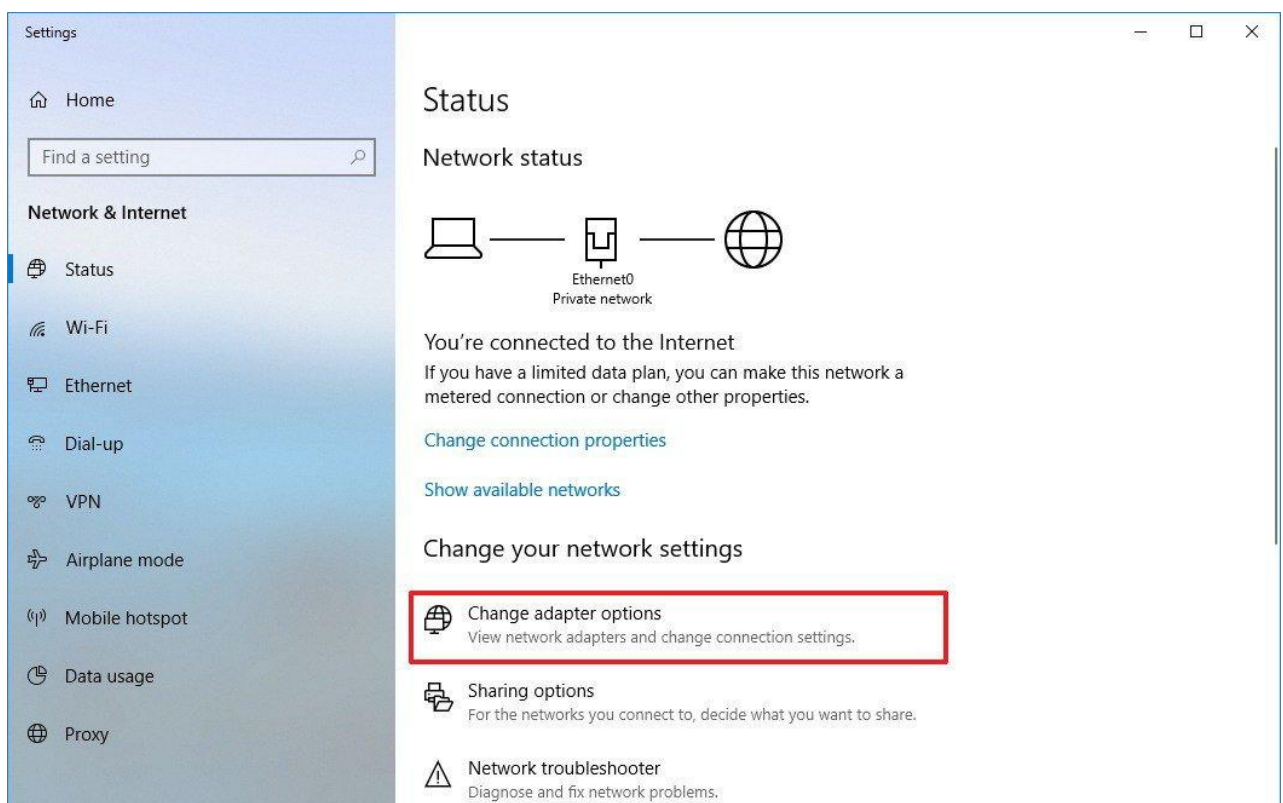 Settings
Home
Find a setting
Network & Internet
Status
Wi-Fi
Ethernet
Dial-up
VPN
Airplane mode
Mobile hotspot
Data usage
Proxy
Status
Network status
Ethernet0
Private network
You're connected to the Internet
If you have a limited data plan, you can make this network a
metered connection or change other properties.
Change connection properties
Show available networks
Change your network settings
Change adapter options
View network adapters and change connection settings.
Sharing options
For the networks you connect to, decide what you want to share.
Network troubleshooter
Diagnose and fix network problems.